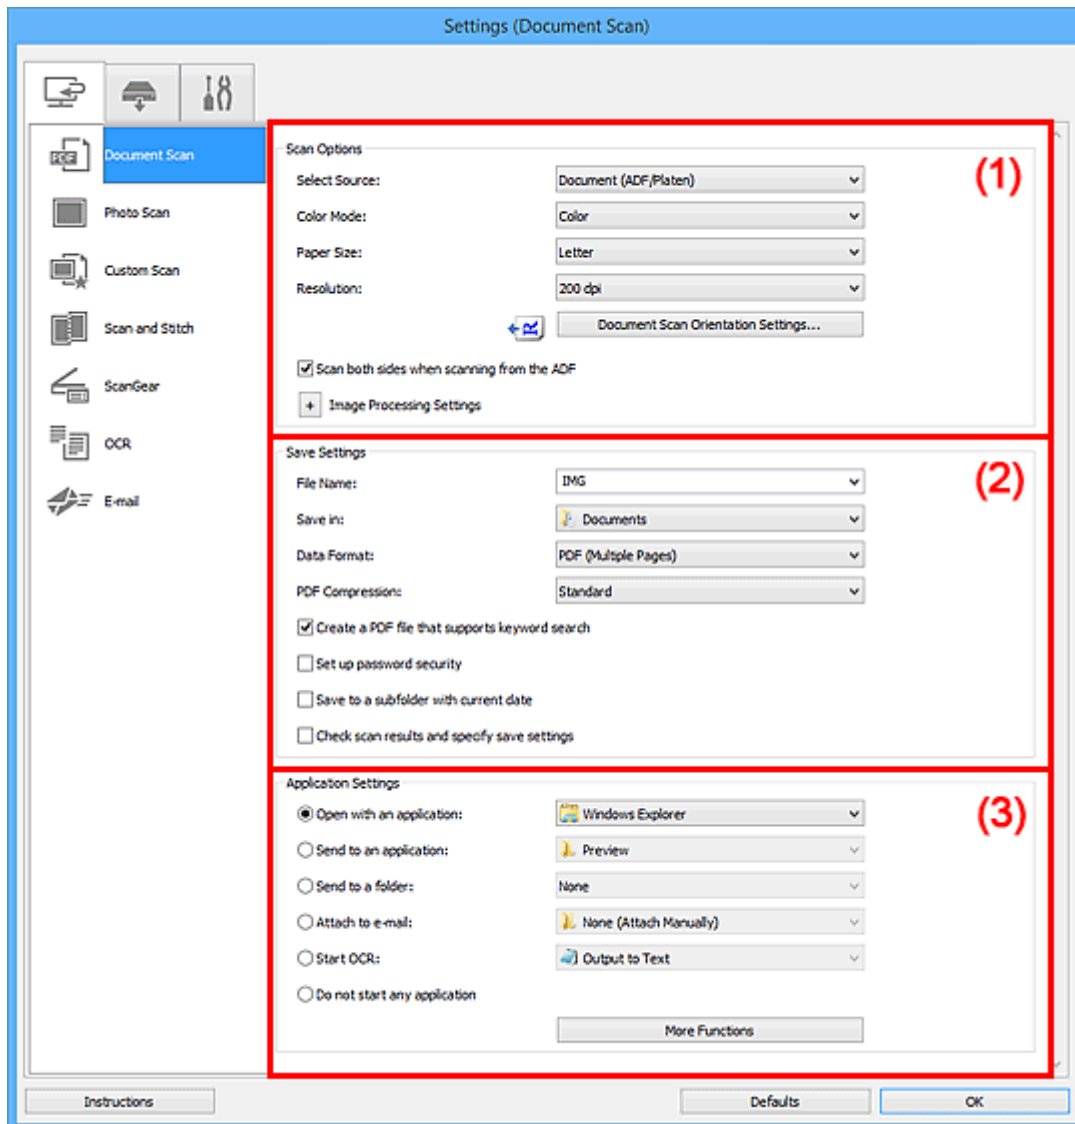 Settings (Document Scan)
Document Scan
Photo Scan
Custom Scan
Scan and Stitch
ScanGear
OCR
E-mail
(1)
Scan Options
Select Source: Document (ADF/Platen)
Color Mode: Color
Paper Size: Letter
Resolution: 200 dpi
Document Scan Orientation Settings...
Scan both sides when scanning from the ADF
+ Image Processing Settings
(2)
Save Settings
File Name: IMG
Save in: Documents
Data Format: PDF (Multiple Pages)
PDF Compression: Standard
Create a PDF file that supports keyword search
Set up password security
Save to a subfolder with current date
Check scan results and specify save settings
(3)
Application Settings
Open with an application: Windows Explorer
Send to an application: Preview
Send to a folder: None
Attach to e-mail: None (Attach Manually)
Start OCR: Output to Text
Do not start any application
More Functions
Instructions Defaults OK